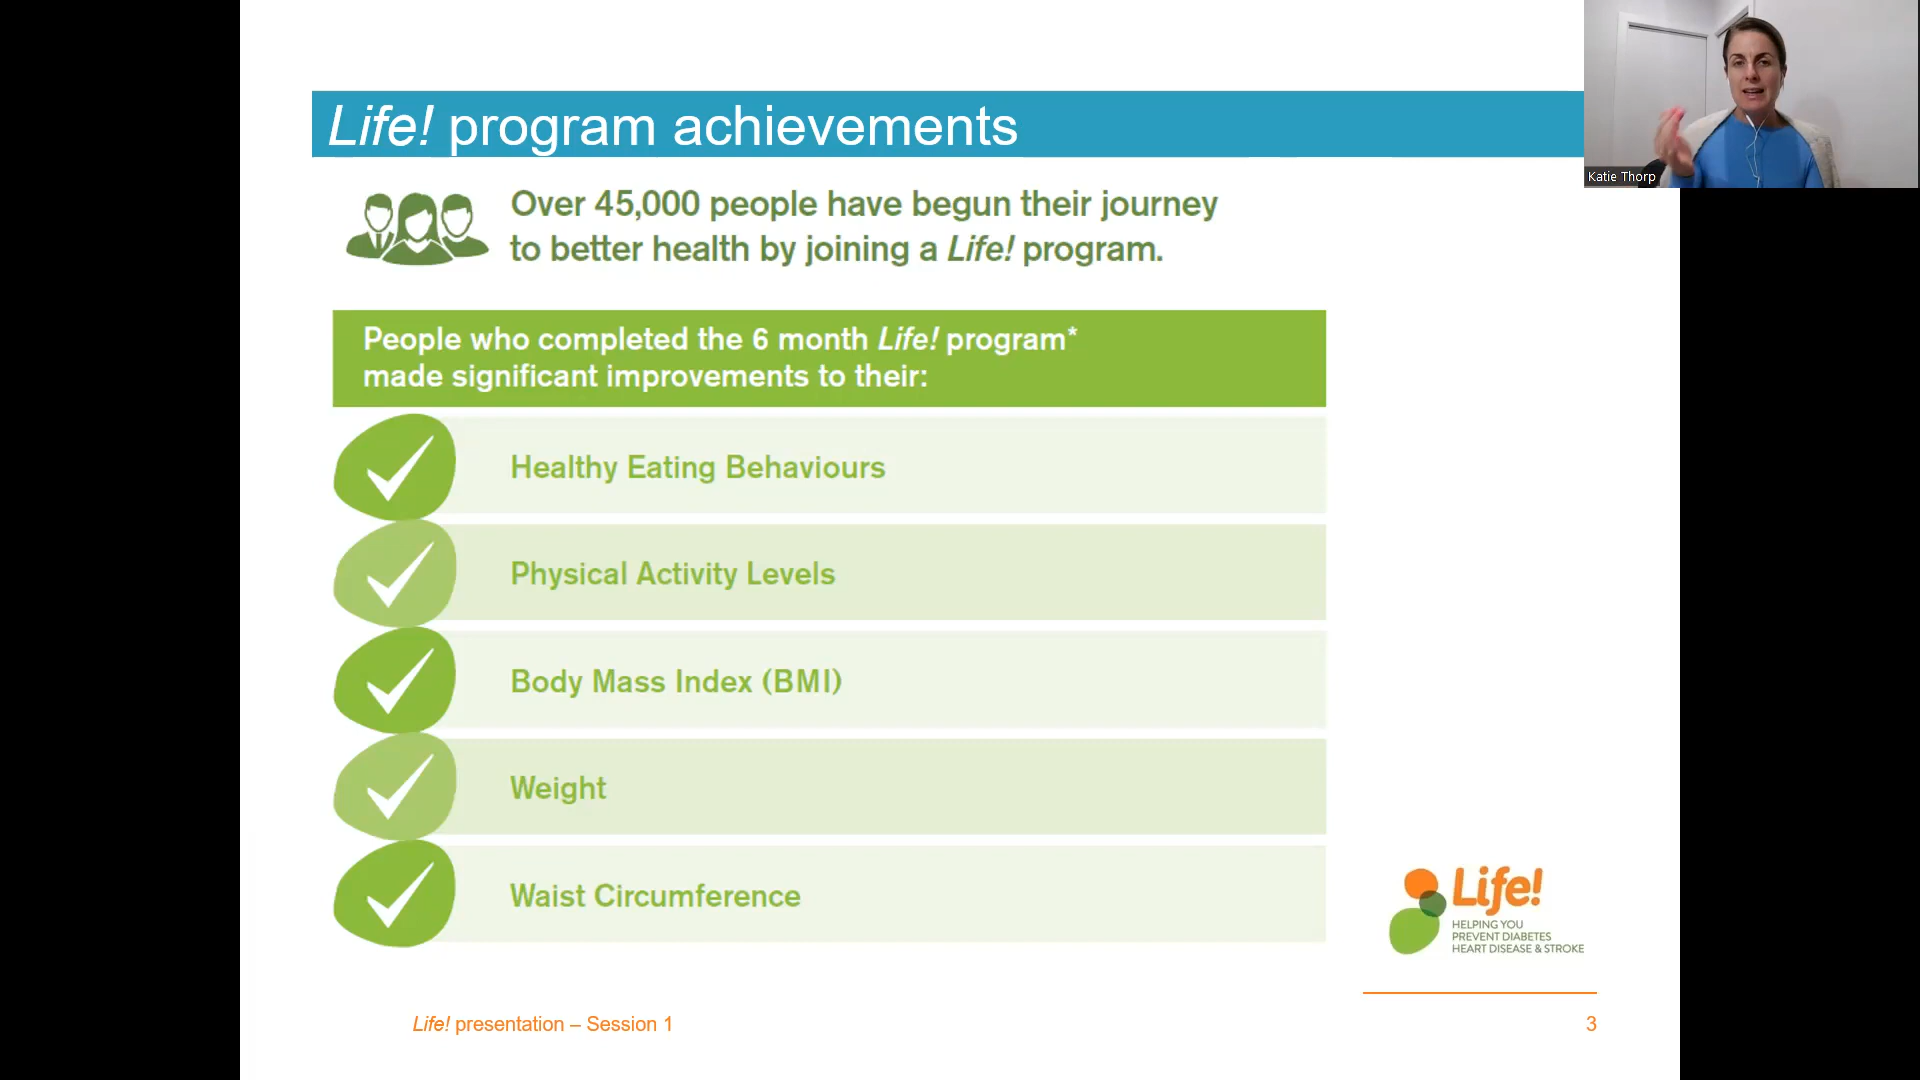 Life! program achievements
Katie Thorp
Over 45,000 people have begun their journey
to better health by joining a Life! program.
People who completed the 6 month Life! program*
made significant improvements to their:
Healthy Eating Behaviours
Physical Activity Levels
Body Mass Index (BMI)
Weight
Waist Circumference
Life!
HELPING YOU
PREVENT DIABETES
HEART DISEASE & STROKE
Life! presentation – Session 1
3